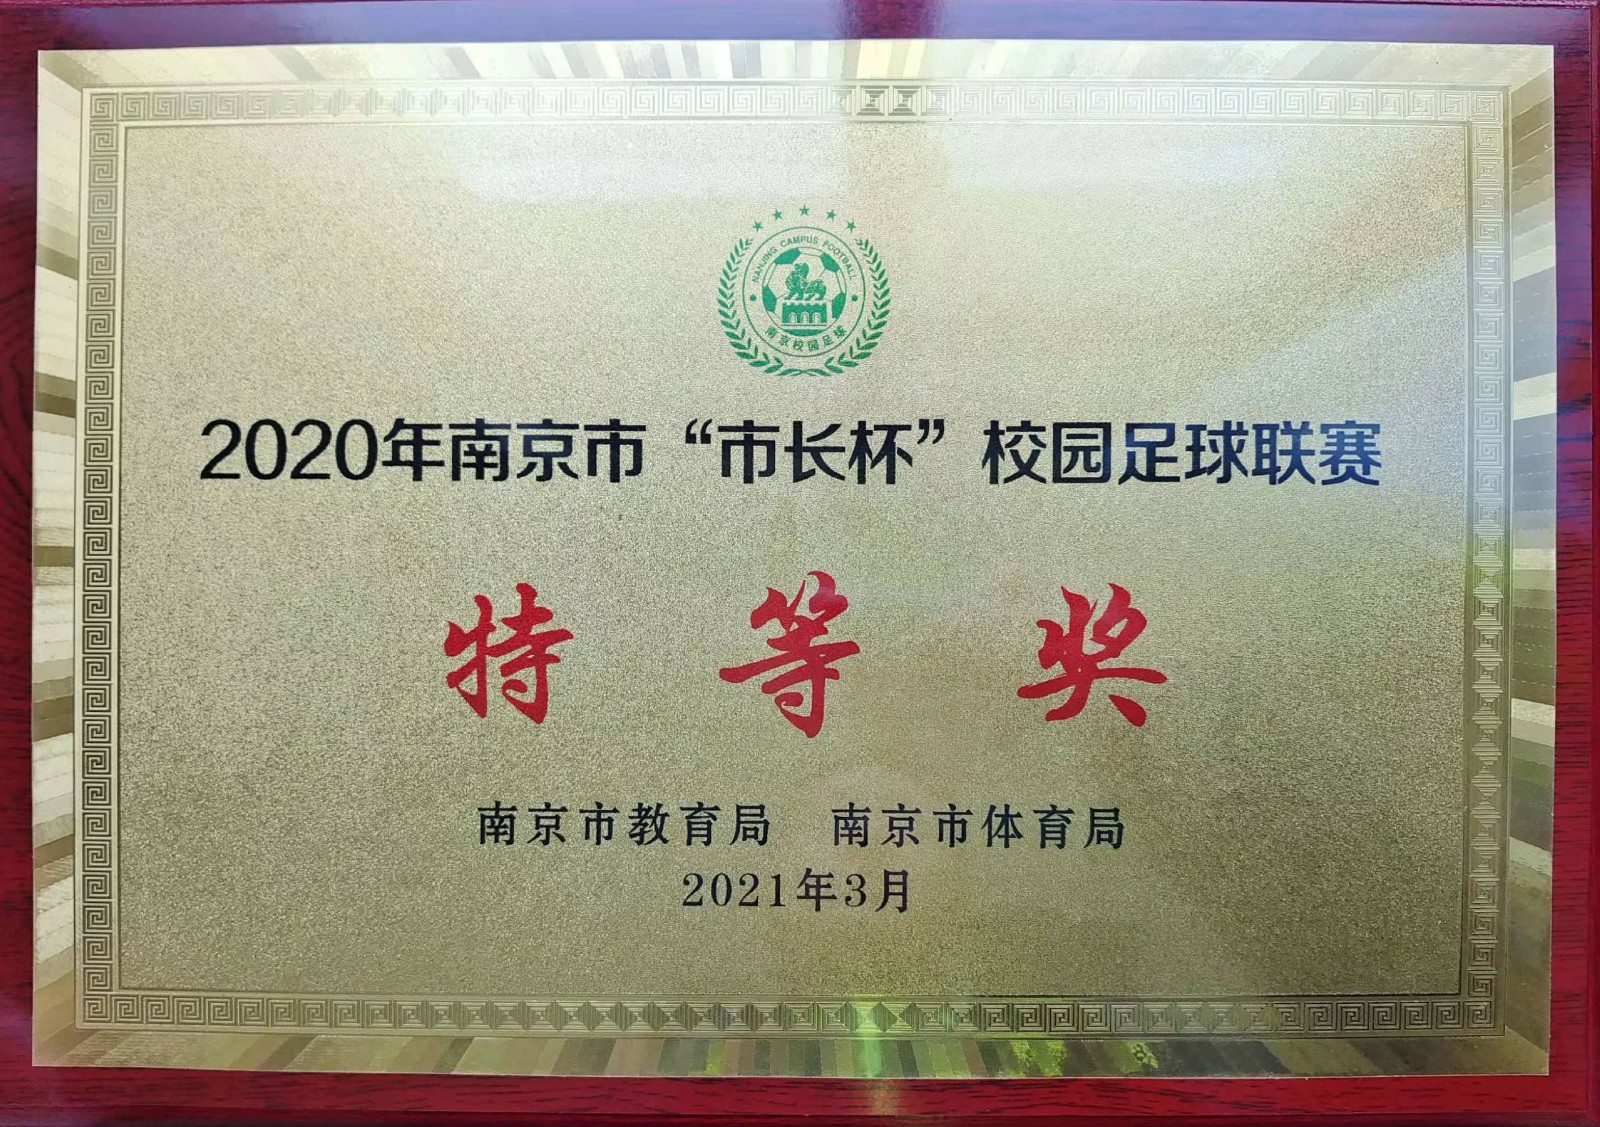 NANJING CAMPUS FOOTBALL
南京校园足球
2020年南京市“市长杯”校园足球联赛
特等奖
南京市教育局 南京市体育局
2021年3月